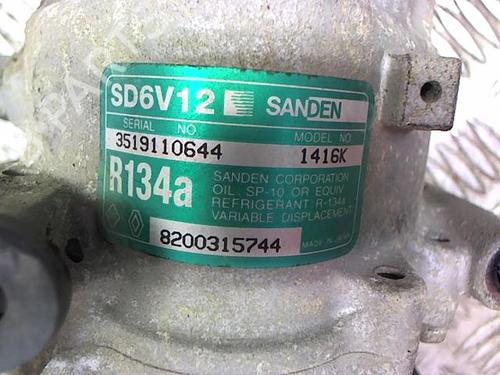 SD6V12 SANDEN
SERIAL NO MODEL NO
3519110644 1416K
R134a
SANDEN CORPORATION
OIL SP-10 OR EQUIV
REFRIGERANT R-134a
VARIABLE DISPLACEMENT
8200315744
MADE IN JAPAN